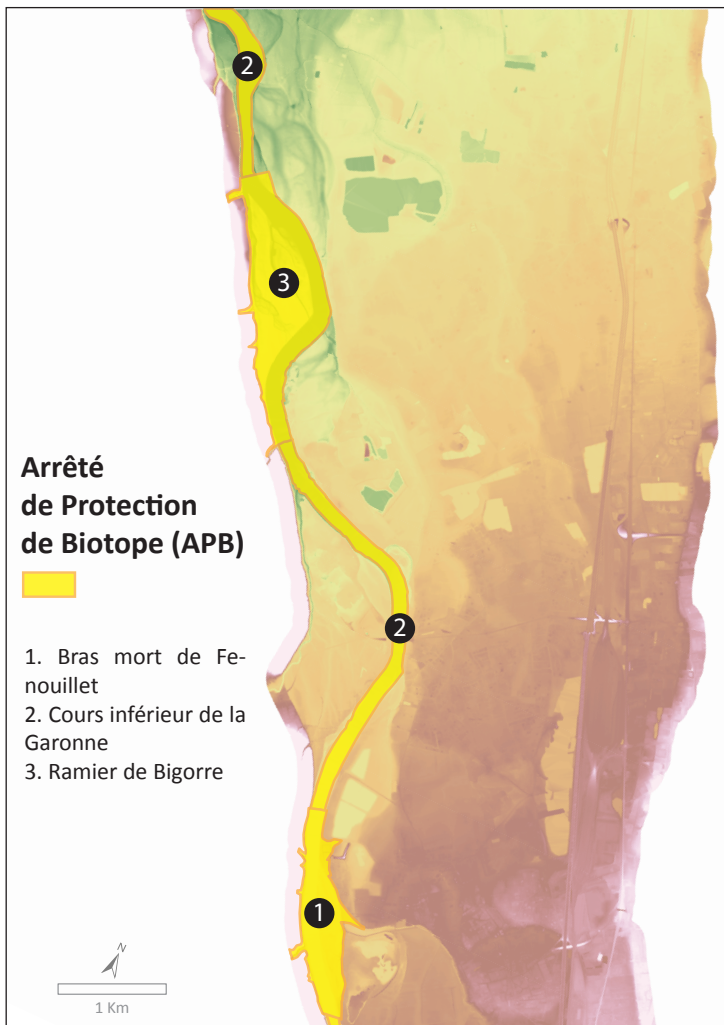 2
3
Arrêté
de Protection
de Biotope (APB)
2
1. Bras mort de Fe-
nouillet
2. Cours inférieur de la
Garonne
3. Ramier de Bigorre
1
N
1 Km